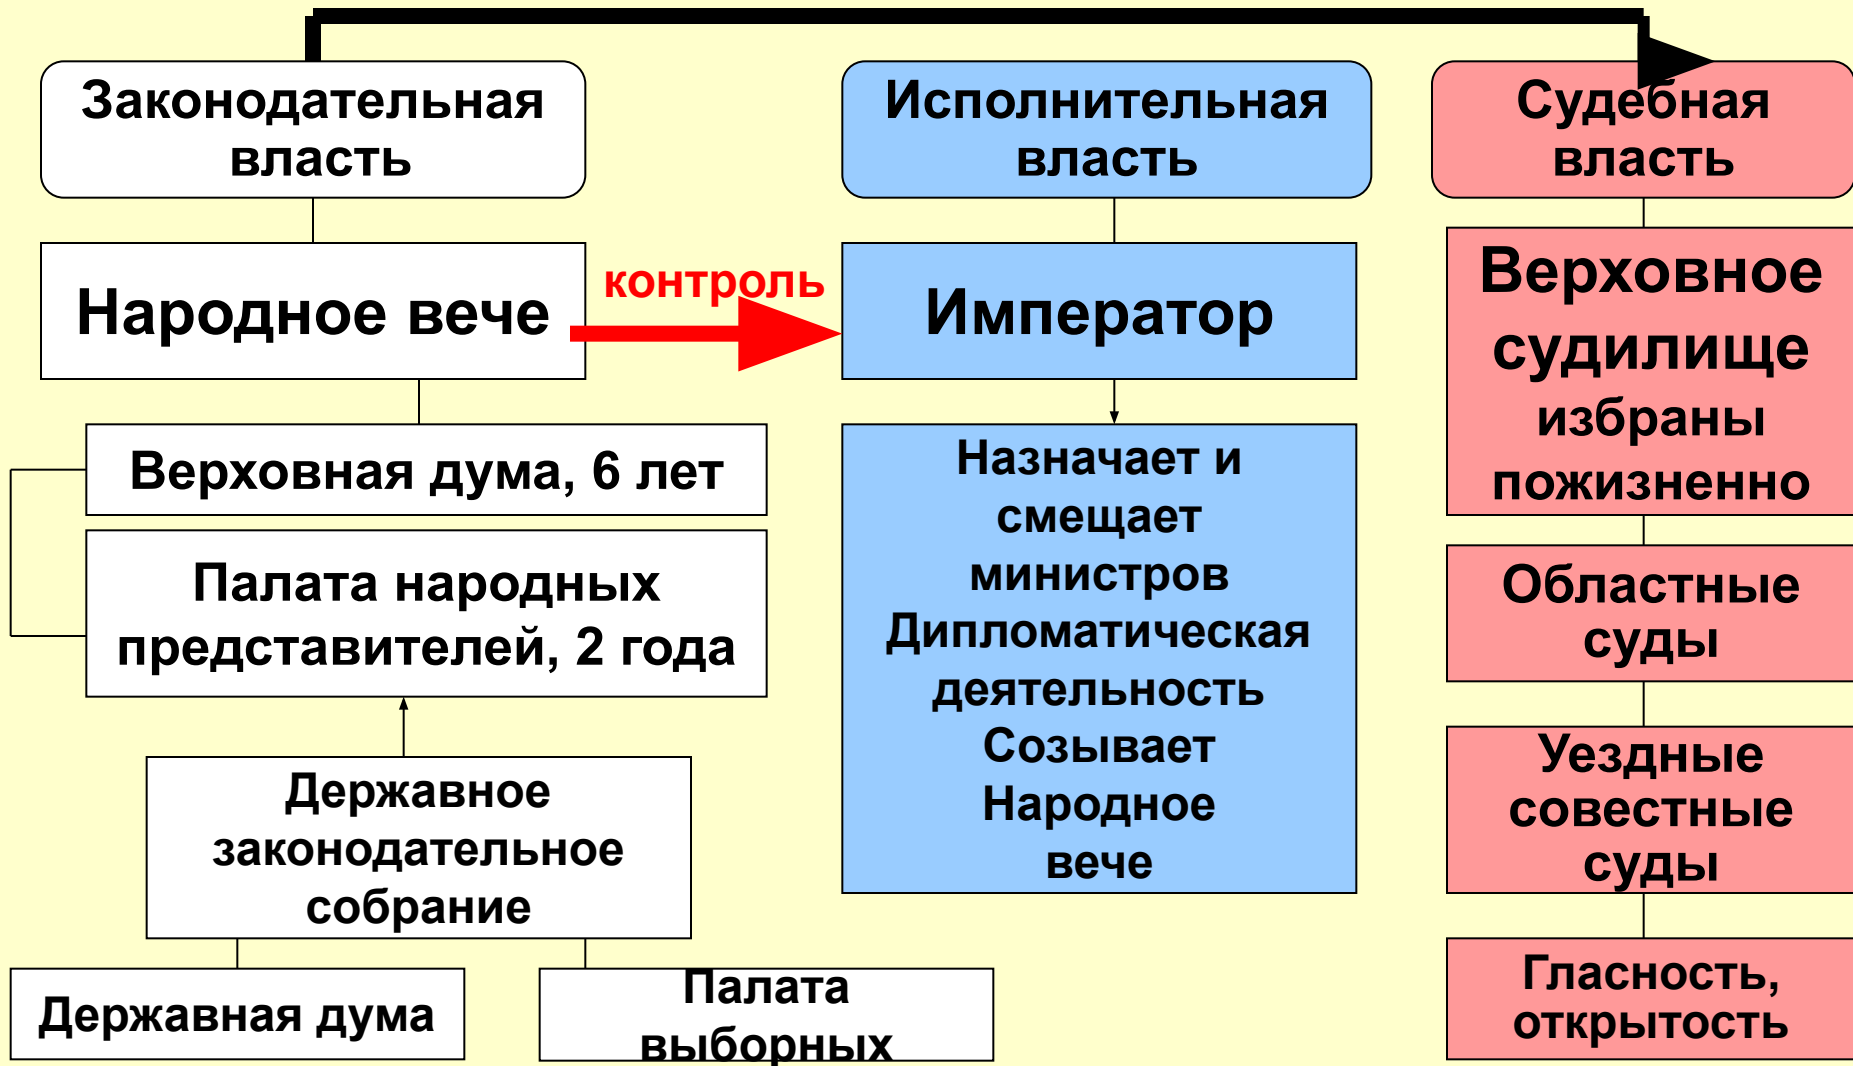 Законодательная
власть
Исполнительная
власть
Судебная
власть
Народное вече
контроль
Император
Верховное
судилище
избраны
пожизненно
Верховная дума, 6 лет
Палата народных
представителей, 2 года
Назначает и
смещает
министров
Дипломатическая
деятельность
Созывает
Народное
вече
Областные
суды
Уездные
совестные
суды
Державное
законодательное
собрание
Державная дума
Палата
выборных
Гласность,
открытость